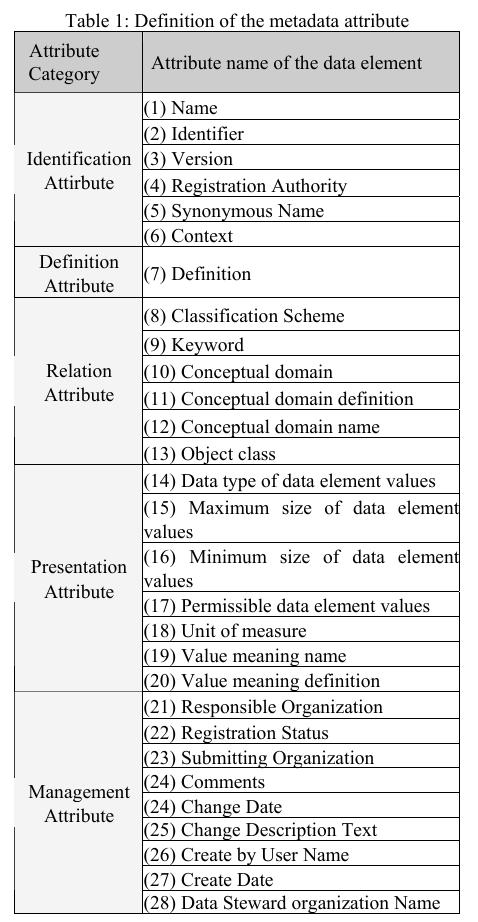 Table 1: Definition of the metadata attribute
Attribute
Category
Attribute name of the data element
Identification
Attirbute
(1) Name
(2) Identifier
(3) Version
(4) Registration Authority
(5) Synonymous Name
(6) Context
Definition
Attribute
(7) Definition
Relation
Attribute
(8) Classification Scheme
(9) Keyword
(10) Conceptual domain
(11) Conceptual domain definition
(12) Conceptual domain name
(13) Object class
Presentation
Attribute
(14) Data type of data element values
(15) Maximum size of data element
values
(16) Minimum size of data element
values
(17) Permissible data element values
(18) Unit of measure
(19) Value meaning name
(20) Value meaning definition
Management
Attribute
(21) Responsible Organization
(22) Registration Status
(23) Submitting Organization
(24) Comments
(24) Change Date
(25) Change Description Text
(26) Create by User Name
(27) Create Date
(28) Data Steward organization Name